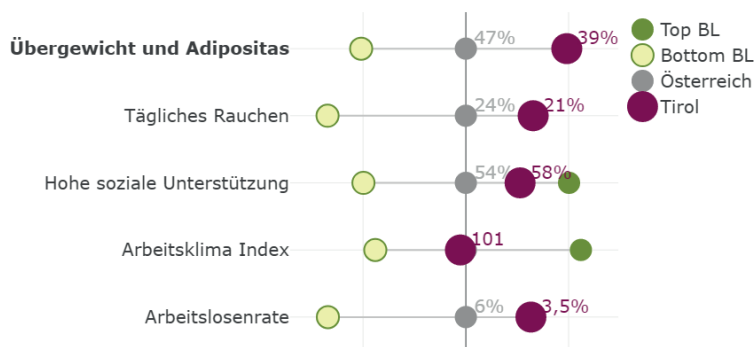 Übergewicht und Adipositas 47% 39%
Tägliches Rauchen 24% 21%
Hohe soziale Unterstützung 54% 58%
Arbeitsklima Index 101
Arbeitslosenrate 6% 3,5%
Top BL
Bottom BL
Österreich
Tirol